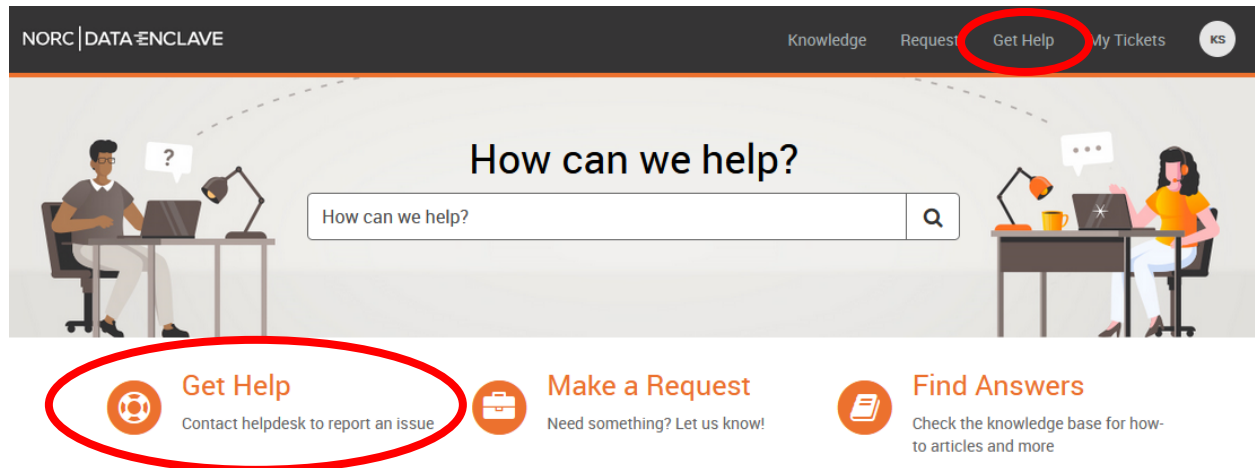 NORC | DATA ENCLAVE
Knowledge Request Get Help My Tickets KS
?
How can we help?
How can we help?
Get Help
Contact helpdesk to report an issue
Make a Request
Need something? Let us know!
Find Answers
Check the knowledge base for how-
to articles and more